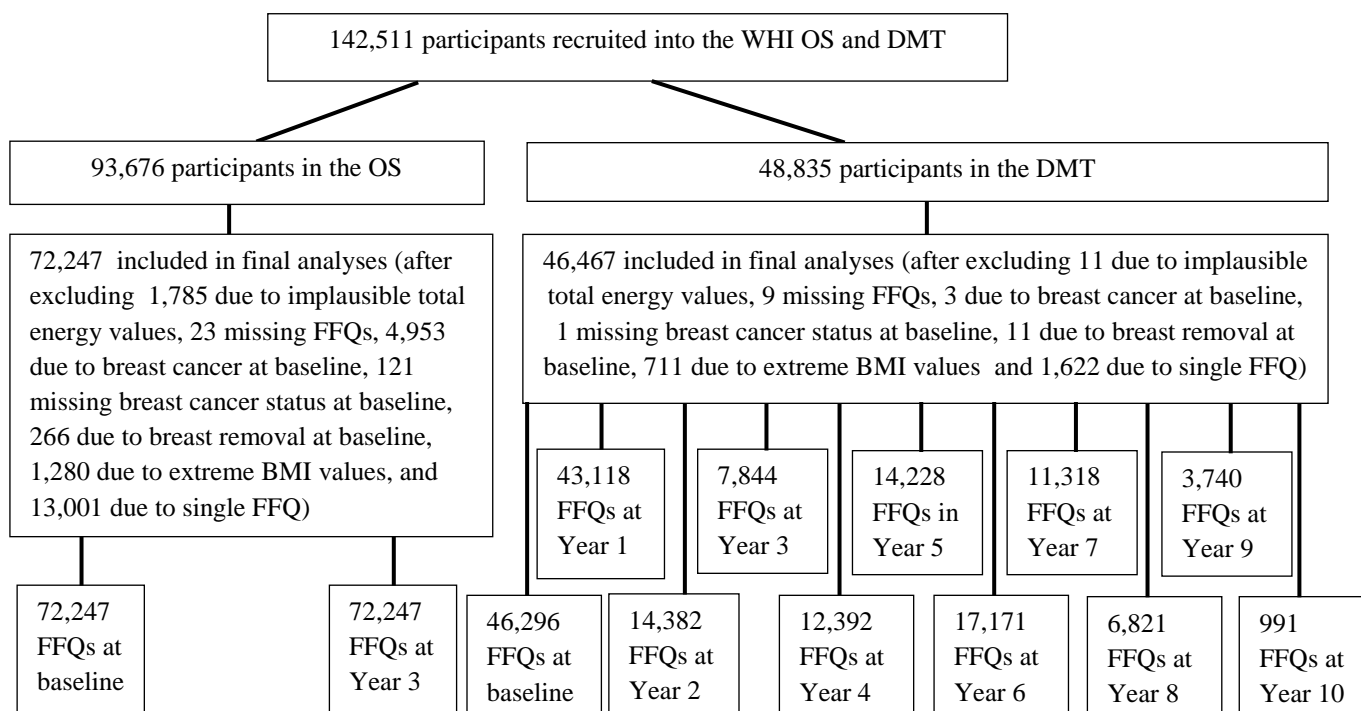 142,511 participants recruited into the WHI OS and DMT
93,676 participants in the OS
48,835 participants in the DMT
72,247 included in final analyses (after
excluding 1,785 due to implausible total
energy values, 23 missing FFQs, 4,953
due to breast cancer at baseline, 121
missing breast cancer status at baseline,
266 due to breast removal at baseline,
1,280 due to extreme BMI values, and
13,001 due to single FFQ)
46,467 included in final analyses (after excluding 11 due to implausible
total energy values, 9 missing FFQs, 3 due to breast cancer at baseline,
1 missing breast cancer status at baseline, 11 due to breast removal at
baseline, 711 due to extreme BMI values and 1,622 due to single FFQ)
43,118
FFQs at
Year 1
7,844
FFQs at
Year 3
14,228
FFQs in
Year 5
11,318
FFQs at
Year 7
3,740
FFQs at
Year 9
72,247
FFQs at
baseline
72,247
FFQs at
Year 3
46,296
FFQs at
baseline
14,382
FFQs at
Year 2
12,392
FFQs at
Year 4
17,171
FFQs at
Year 6
6,821
FFQs at
Year 8
991
FFQs at
Year 10